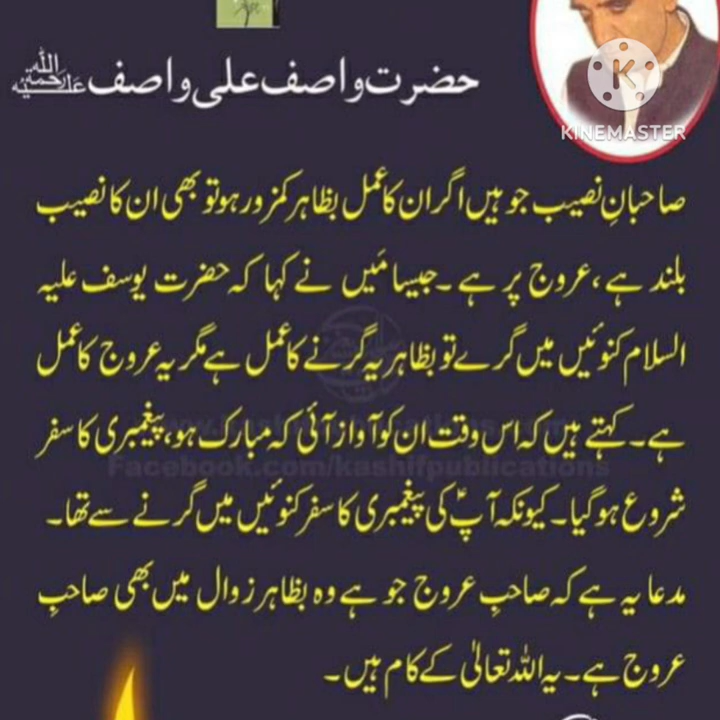 حضرت واصف علی واصف رحمۃ اللہ علیہ
KINEMASTER
صاحبانِ نصیب جو ہیں اگر ان کا عمل بظاہر کمزور ہو تو بھی ان کا نصیب
بلند ہے، عروج پر ہے۔ جیسا مَیں نے کہا کہ حضرت یوسف علیہ
السلام کنوئیں میں گرے تو بظاہر یہ گرنے کا عمل ہے مگر یہ عروج کا عمل
ہے۔ کہتے ہیں کہ اس وقت ان کو آواز آئی کہ مبارک ہو، پیغمبری کا سفر
Facebook.com/kashifpublications
شروع ہو گیا۔ کیونکہ آپؑ کی پیغمبری کا سفر کنوئیں میں گرنے سے تھا۔
مدعا یہ ہے کہ صاحبِ عروج جو ہے وہ بظاہر زوال میں بھی صاحبِ
عروج ہے۔ یہ اللہ تعالیٰ کے کام ہیں۔